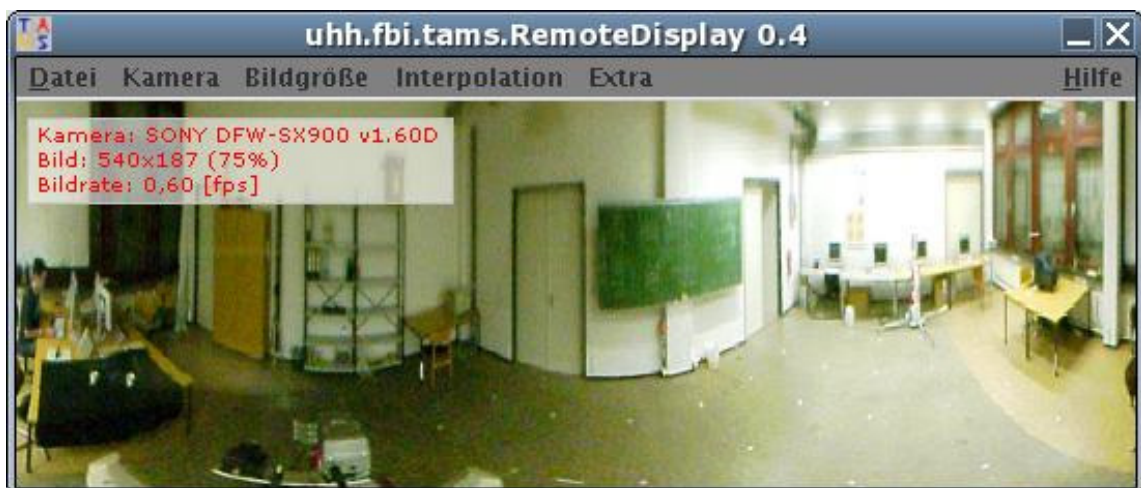 TAMS
uhh.fbi.tams.RemoteDisplay 0.4
Datei Kamera Bildgröße Interpolation Extra Hilfe
Kamera: SONY DFW-SX900 v1.60D
Bild: 540x187 (75%)
Bildrate: 0,60 [fps]